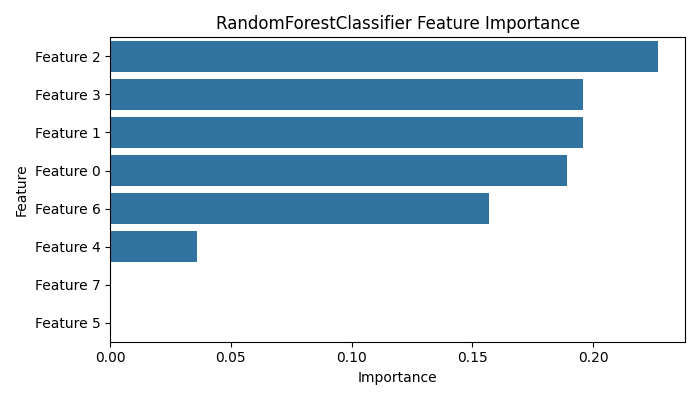 RandomForestClassifier Feature Importance
Feature 2
Feature 3
Feature 1
Feature 0
Feature 6
Feature 4
Feature 7
Feature 5
Feature
0.00 0.05 0.10 0.15 0.20
Importance